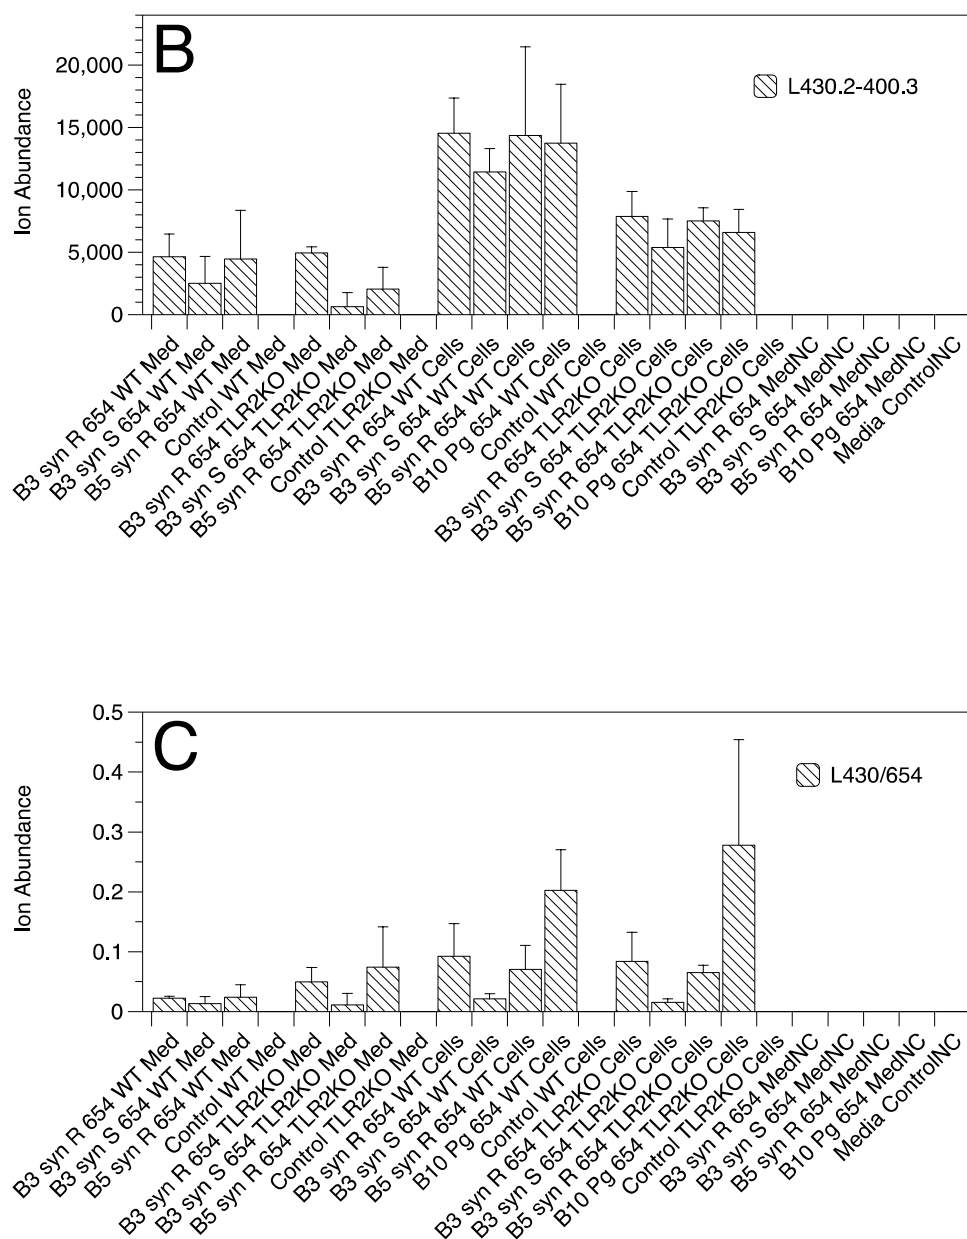 B
L430.2-400.3
Ion Abundance
20,000
15,000
10,000
5,000
0
B3 syn R 654 WT Med
B3 syn S 654 WT Med
B5 syn R 654 WT Med
Control WT Med
B3 syn R 654 TLR2KO Med
B3 syn S 654 TLR2KO Med
B5 syn R 654 TLR2KO Med
Control TLR2KO Med
B3 syn R 654 WT Cells
B3 syn S 654 WT Cells
B5 syn R 654 WT Cells
B10 Pg 654 WT Cells
Control WT Cells
B3 syn R 654 TLR2KO Cells
B3 syn S 654 TLR2KO Cells
B5 syn R 654 TLR2KO Cells
B10 Pg 654 TLR2KO Cells
Control TLR2KO Cells
B3 syn R 654 MedNC
B3 syn S 654 MedNC
B5 syn R 654 MedNC
B10 Pg 654 MedNC
Media ControlNC
C
L430/654
Ion Abundance
0.5
0.4
0.3
0.2
0.1
0
B3 syn R 654 WT Med
B3 syn S 654 WT Med
B5 syn R 654 WT Med
Control WT Med
B3 syn R 654 TLR2KO Med
B3 syn S 654 TLR2KO Med
B5 syn R 654 TLR2KO Med
Control TLR2KO Med
B3 syn R 654 WT Cells
B3 syn S 654 WT Cells
B5 syn R 654 WT Cells
B10 Pg 654 WT Cells
Control WT Cells
B3 syn R 654 TLR2KO Cells
B3 syn S 654 TLR2KO Cells
B5 syn R 654 TLR2KO Cells
B10 Pg 654 TLR2KO Cells
Control TLR2KO Cells
B3 syn R 654 MedNC
B3 syn S 654 MedNC
B5 syn R 654 MedNC
B10 Pg 654 MedNC
Media ControlNC